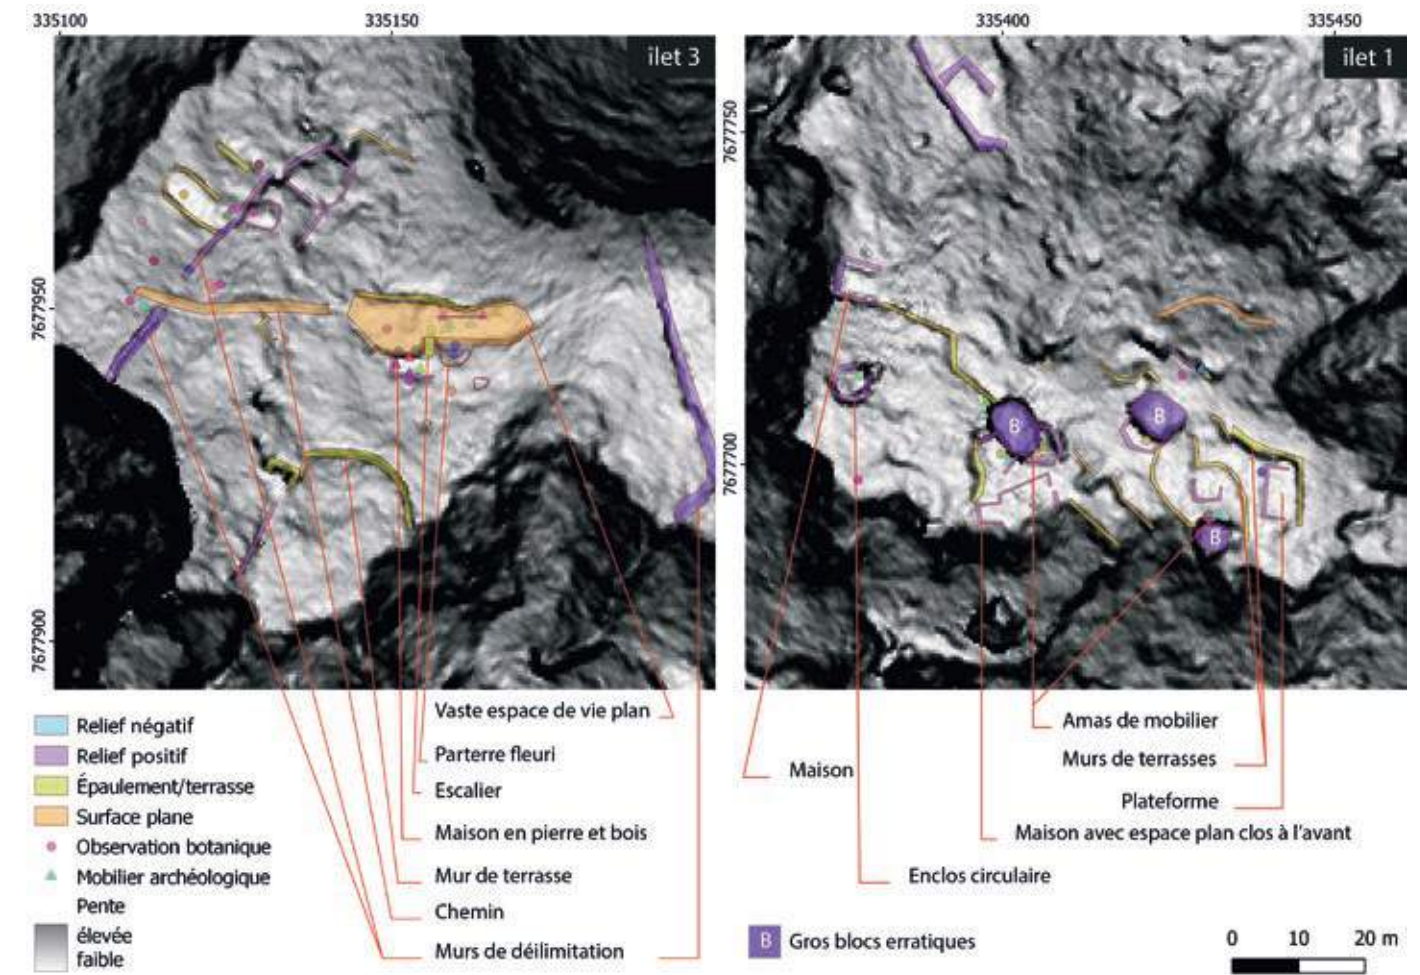 335100
335150
335400
335450
îlet 3
îlet 1
7677950
7677900
7677750
7677700
B
B
B
Relief négatif
Relief positif
Épaulement/terrasse
Surface plane
Observation botanique
Mobilier archéologique
Pente
élevée
faible
Vaste espace de vie plan
Parterre fleuri
Escalier
Maison en pierre et bois
Mur de terrasse
Chemin
Murs de déilimitation
Maison
Amas de mobilier
Murs de terrasses
Plateforme
Maison avec espace plan clos à l'avant
Enclos circulaire
B Gros blocs erratiques
0 10 20 m